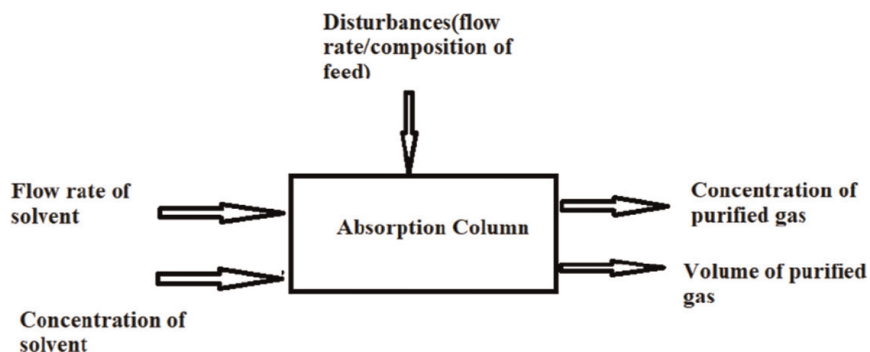 Disturbances(flow
rate/composition of
feed)
Flow rate of
solvent
Absorption Column
Concentration of
purified gas
Volume of purified
gas
Concentration of
solvent